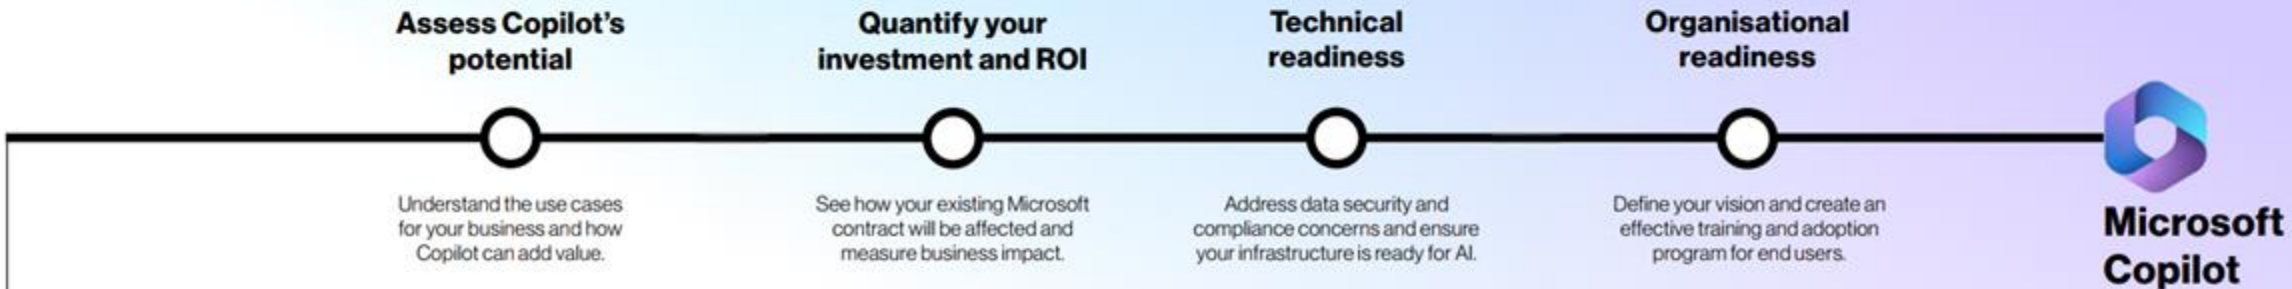 Assess Copilot's
potential
Understand the use cases
for your business and how
Copilot can add value.
Quantify your
investment and ROI
See how your existing Microsoft
contract will be affected and
measure business impact.
Technical
readiness
Address data security and
compliance concerns and ensure
your infrastructure is ready for AI.
Organisational
readiness
Define your vision and create an
effective training and adoption
program for end users.
Microsoft
Copilot